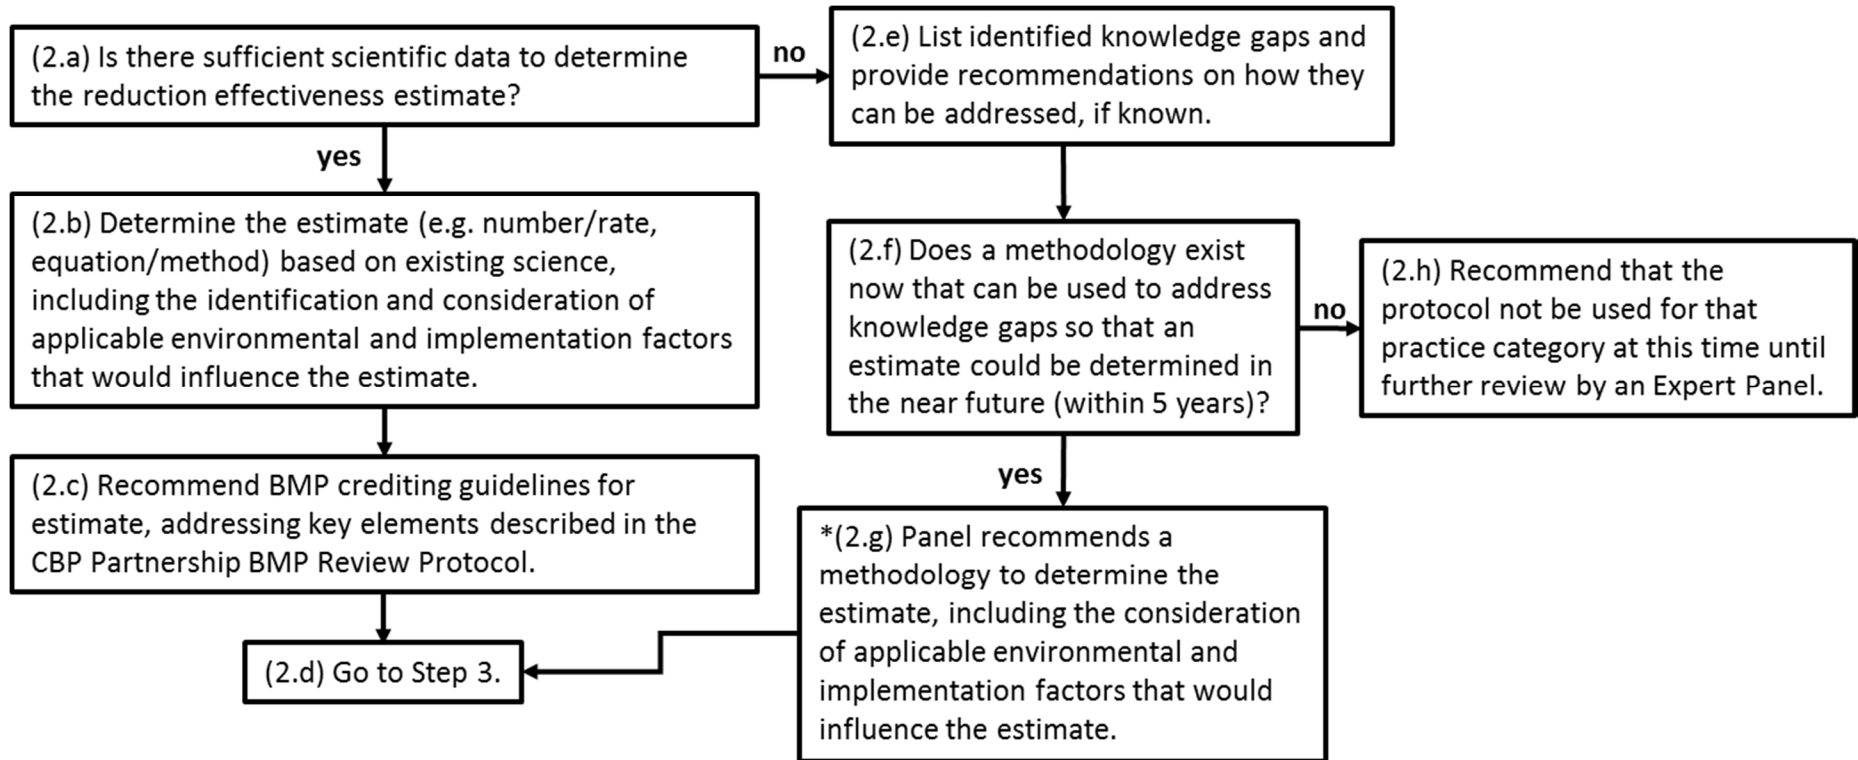 (2.a) Is there sufficient scientific data to determine
the reduction effectiveness estimate?
no
(2.e) List identified knowledge gaps and
provide recommendations on how they
can be addressed, if known.
yes
(2.b) Determine the estimate (e.g. number/rate,
equation/method) based on existing science,
including the identification and consideration of
applicable environmental and implementation factors
that would influence the estimate.
(2.f) Does a methodology exist
now that can be used to address
knowledge gaps so that an
estimate could be determined in
the near future (within 5 years)?
no
(2.h) Recommend that the
protocol not be used for that
practice category at this time until
further review by an Expert Panel.
(2.c) Recommend BMP crediting guidelines for
estimate, addressing key elements described in the
CBP Partnership BMP Review Protocol.
yes
*(2.g) Panel recommends a
methodology to determine the
estimate, including the consideration
of applicable environmental and
implementation factors that would
influence the estimate.
(2.d) Go to Step 3.